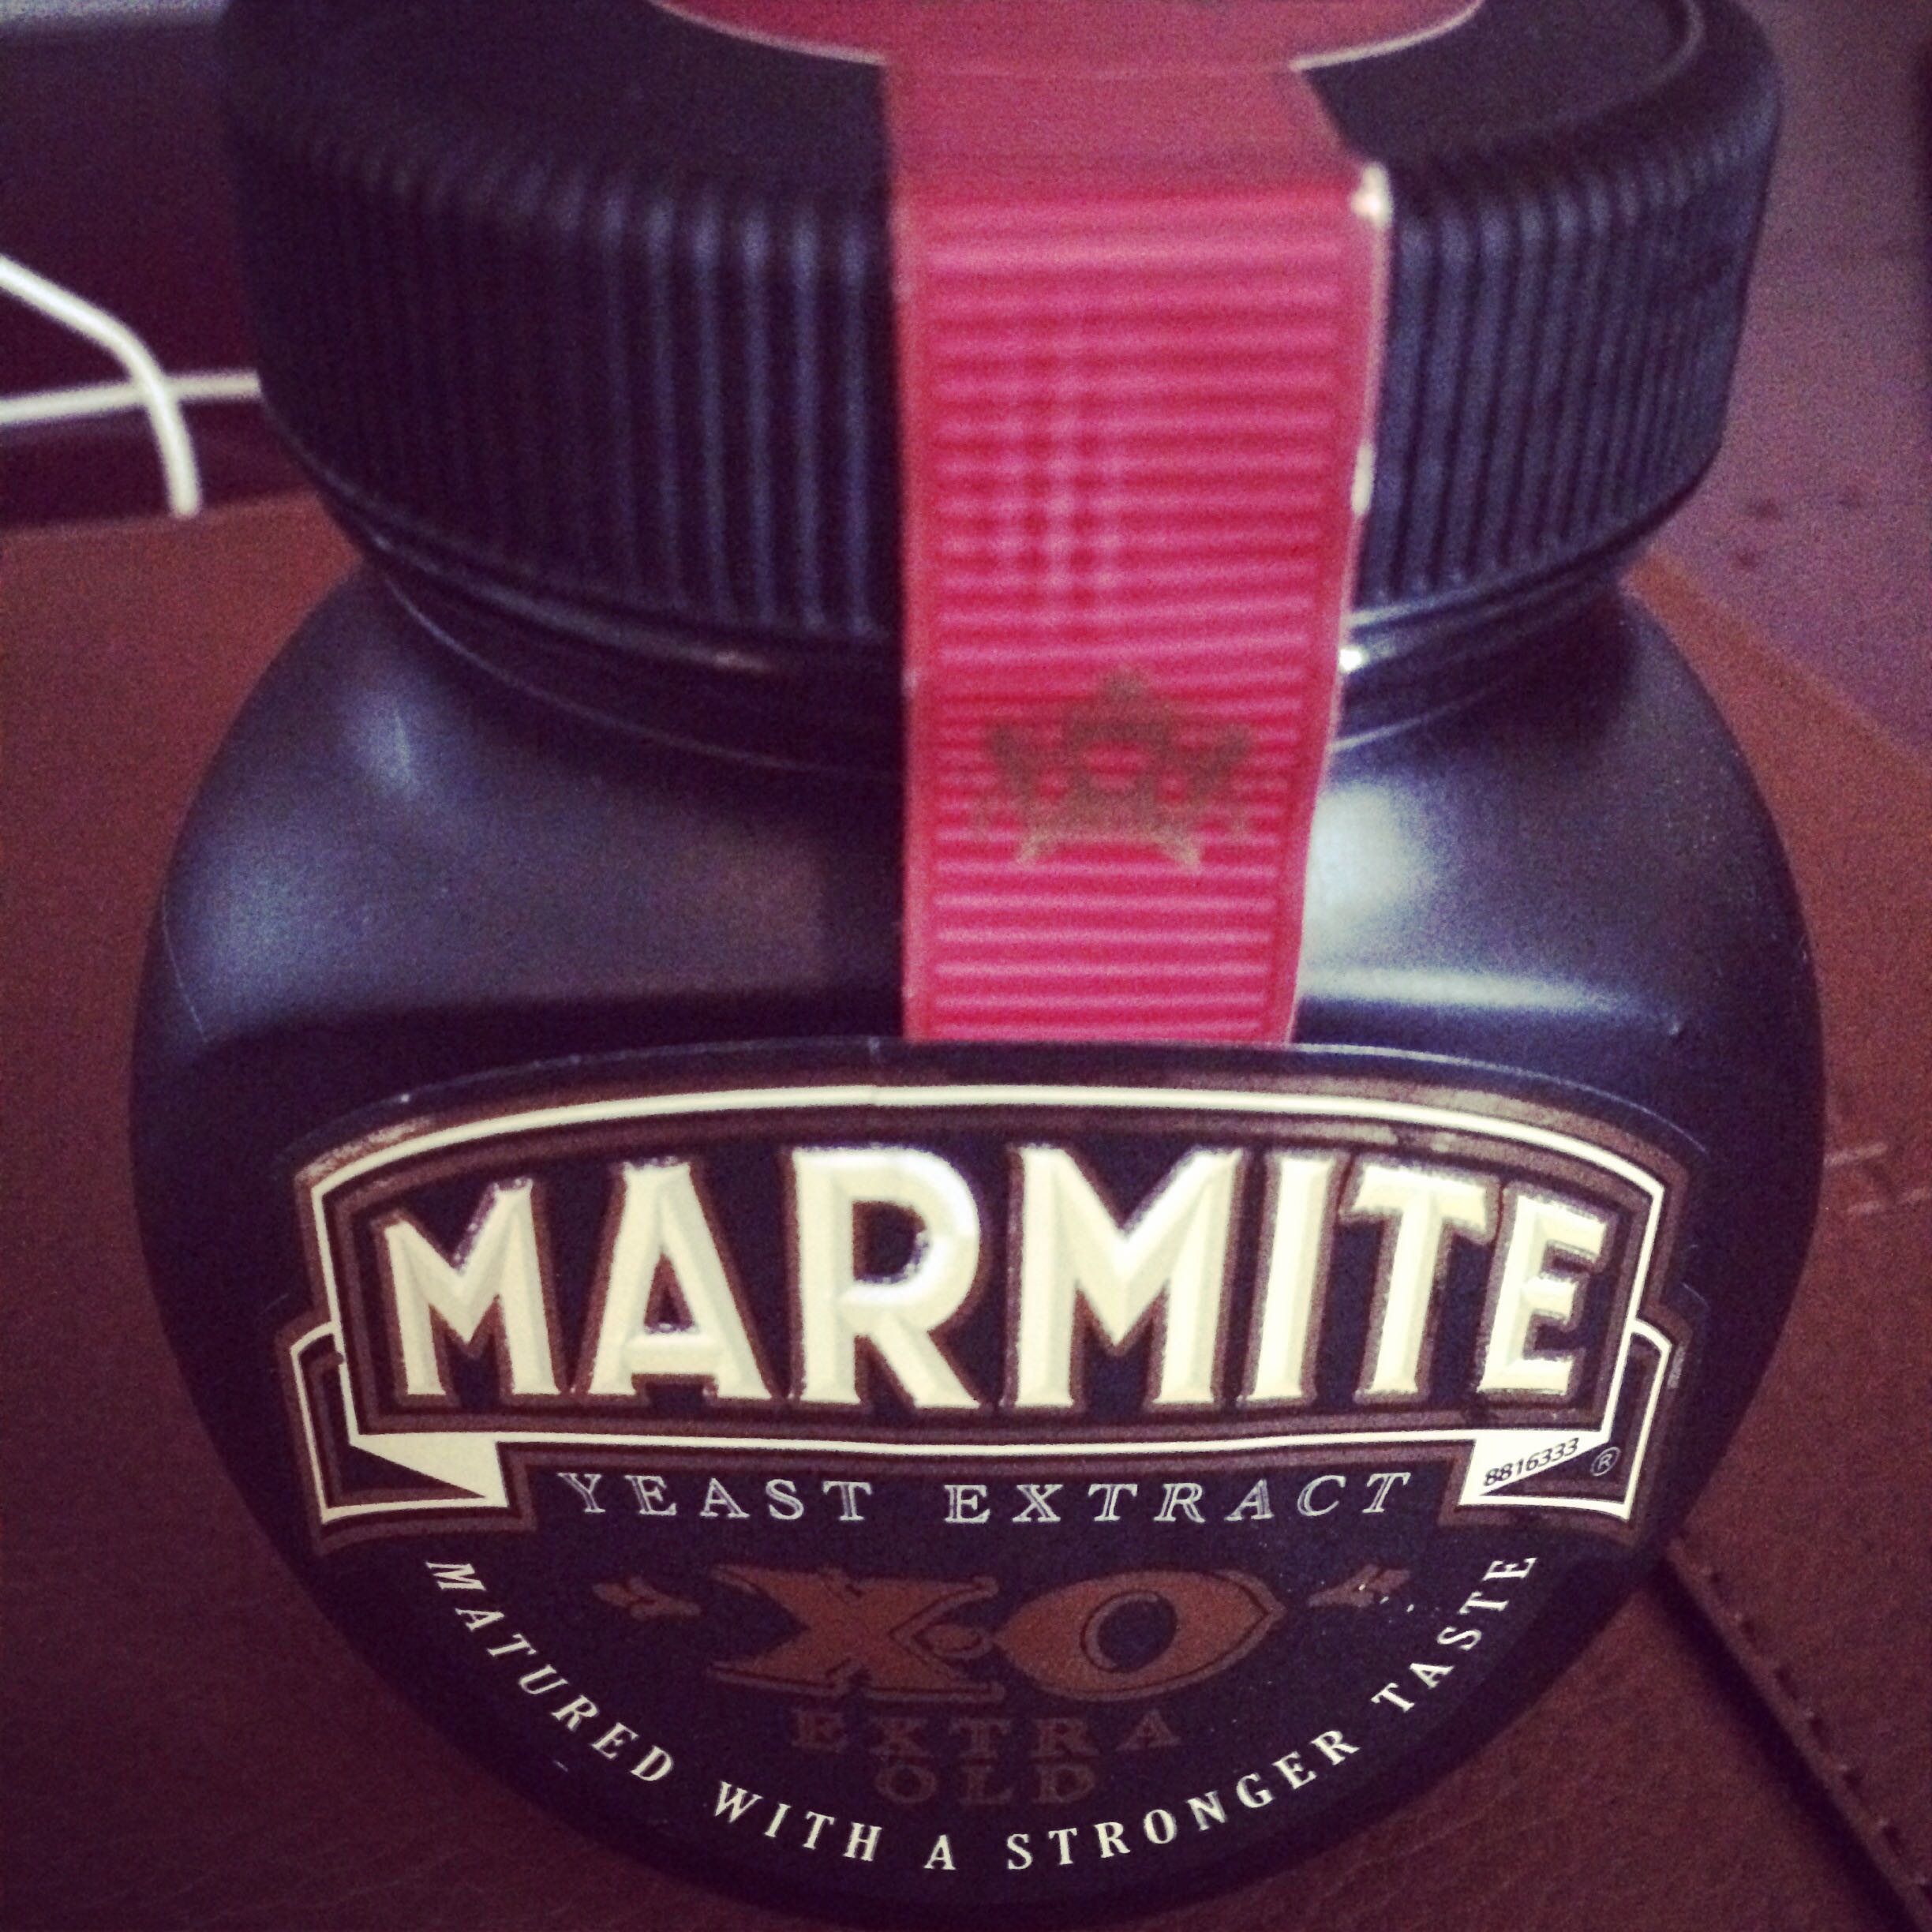 MARMITE
8816333 ®
YEAST EXTRACT
XO
EXTRA
OLD
MATURED WITH A STRONGER TASTE